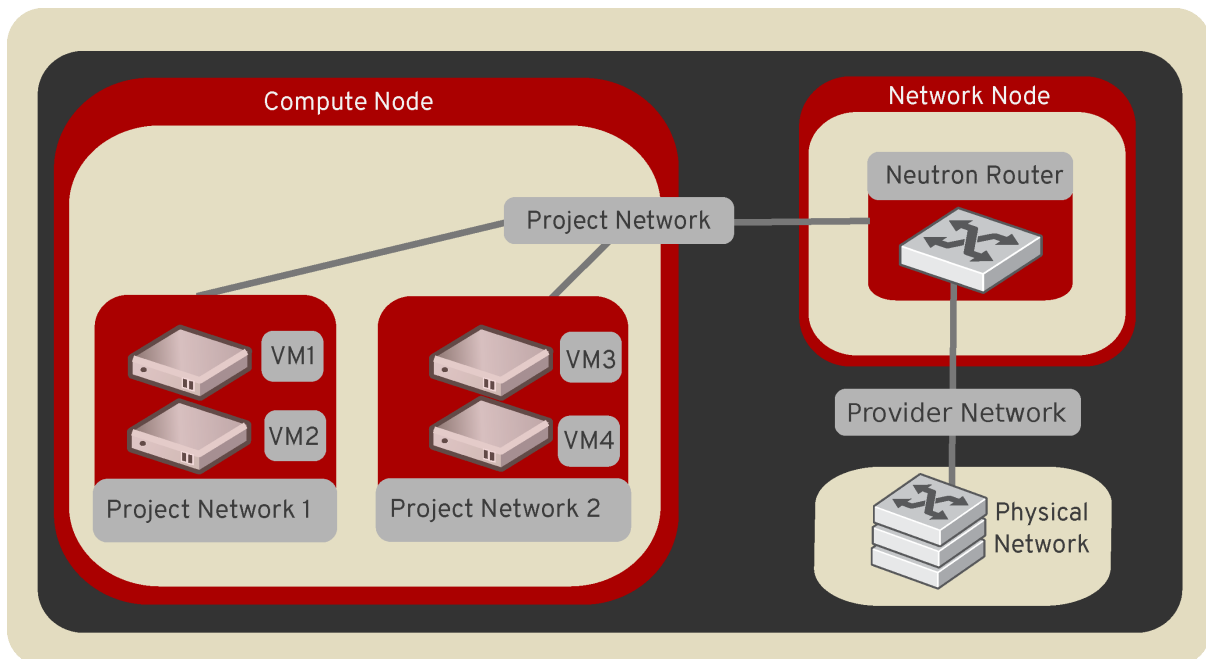 Compute Node
Network Node
Neutron Router
Project Network
VM1
VM2
Project Network 1
VM3
VM4
Project Network 2
Provider Network
Physical
Network